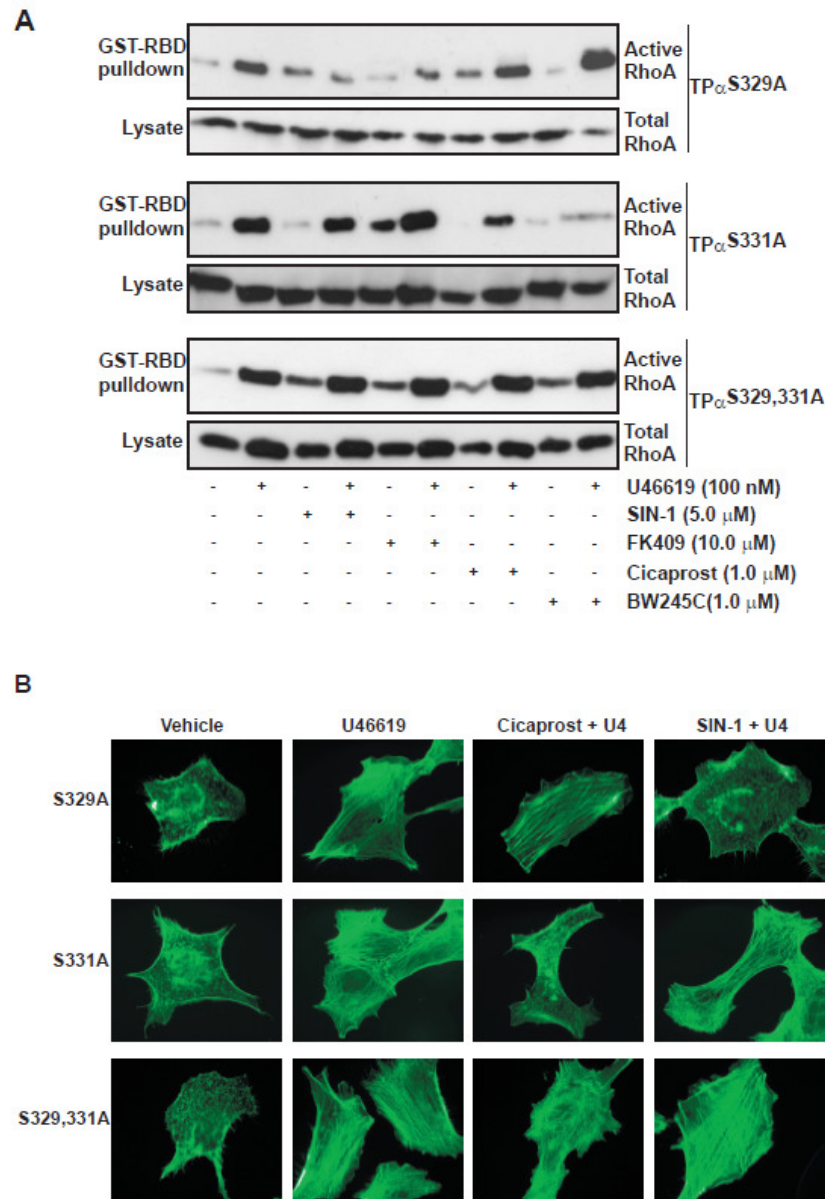 A
GST-RBD pulldown Active RhoA
Lysate Total RhoA
TPαS329A
GST-RBD pulldown Active RhoA
Lysate Total RhoA
TPαS331A
GST-RBD pulldown Active RhoA
Lysate Total RhoA
TPαS329,331A
- + - + - + - + - + U46619 (100 nM)
- - + + - - - - - - SIN-1 (5.0 μM)
- - - - + + - - - - FK409 (10.0 μM)
- - - - - - + + - - Cicaprost (1.0 μM)
- - - - - - - - + + BW245C(1.0 μM)
B
Vehicle U46619 Cicaprost + U4 SIN-1 + U4
S329A
S331A
S329,331A